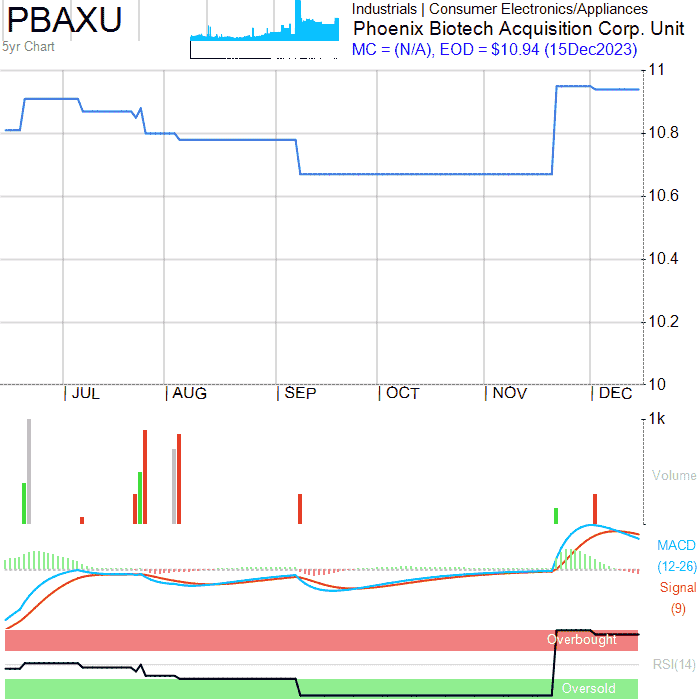 PBAXU
5yr Chart
Industrials | Consumer Electronics/Appliances
Phoenix Biotech Acquisition Corp. Unit
MC = (N/A), EOD = $10.94 (15Dec2023)
11
10.8
10.6
10.4
10.2
10
| JUL | AUG | SEP | OCT | NOV | DEC
1k
Volume
MACD
(12-26)
Signal
(9)
Overbought
RSI(14)
Oversold